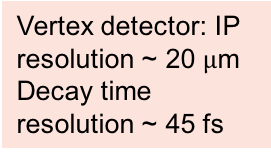 Vertex detector: IP
resolution ~ 20 μm
Decay time
resolution ~ 45 fs